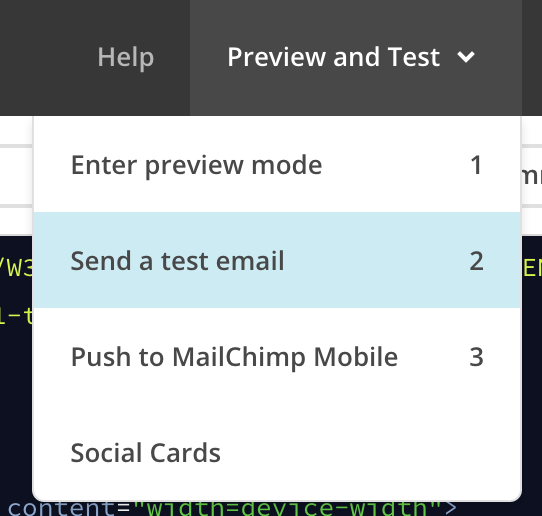 Help Preview and Test
Enter preview mode 1
Send a test email 2
Push to MailChimp Mobile 3
Social Cards
content="width=device-width">